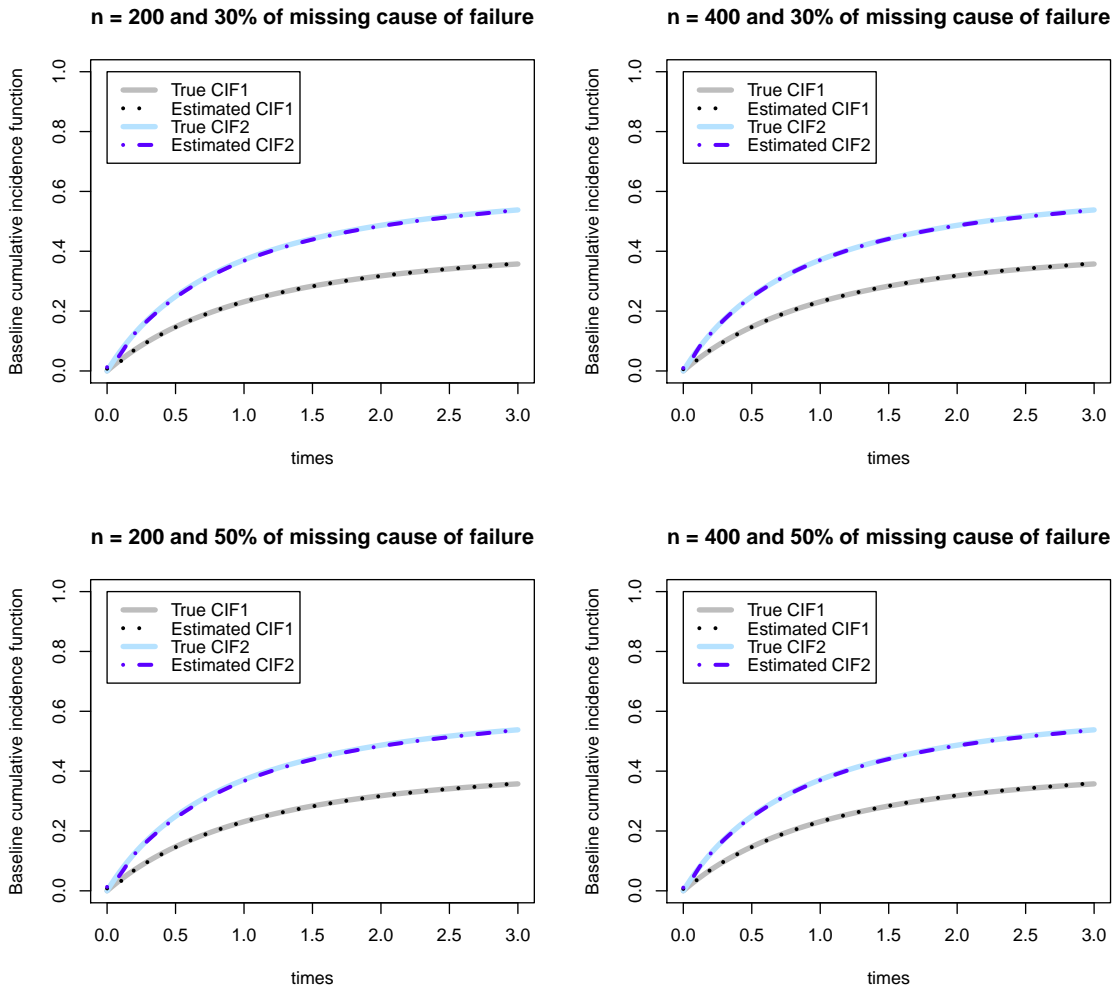 n = 200 and 30% of missing cause of failure
Baseline cumulative incidence function
1.0
0.8
0.6
0.4
0.2
0.0
True CIF1
Estimated CIF1
True CIF2
Estimated CIF2
0.0 0.5 1.0 1.5 2.0 2.5 3.0
times
n = 400 and 30% of missing cause of failure
Baseline cumulative incidence function
1.0
0.8
0.6
0.4
0.2
0.0
True CIF1
Estimated CIF1
True CIF2
Estimated CIF2
0.0 0.5 1.0 1.5 2.0 2.5 3.0
times
n = 200 and 50% of missing cause of failure
Baseline cumulative incidence function
1.0
0.8
0.6
0.4
0.2
0.0
True CIF1
Estimated CIF1
True CIF2
Estimated CIF2
0.0 0.5 1.0 1.5 2.0 2.5 3.0
times
n = 400 and 50% of missing cause of failure
Baseline cumulative incidence function
1.0
0.8
0.6
0.4
0.2
0.0
True CIF1
Estimated CIF1
True CIF2
Estimated CIF2
0.0 0.5 1.0 1.5 2.0 2.5 3.0
times